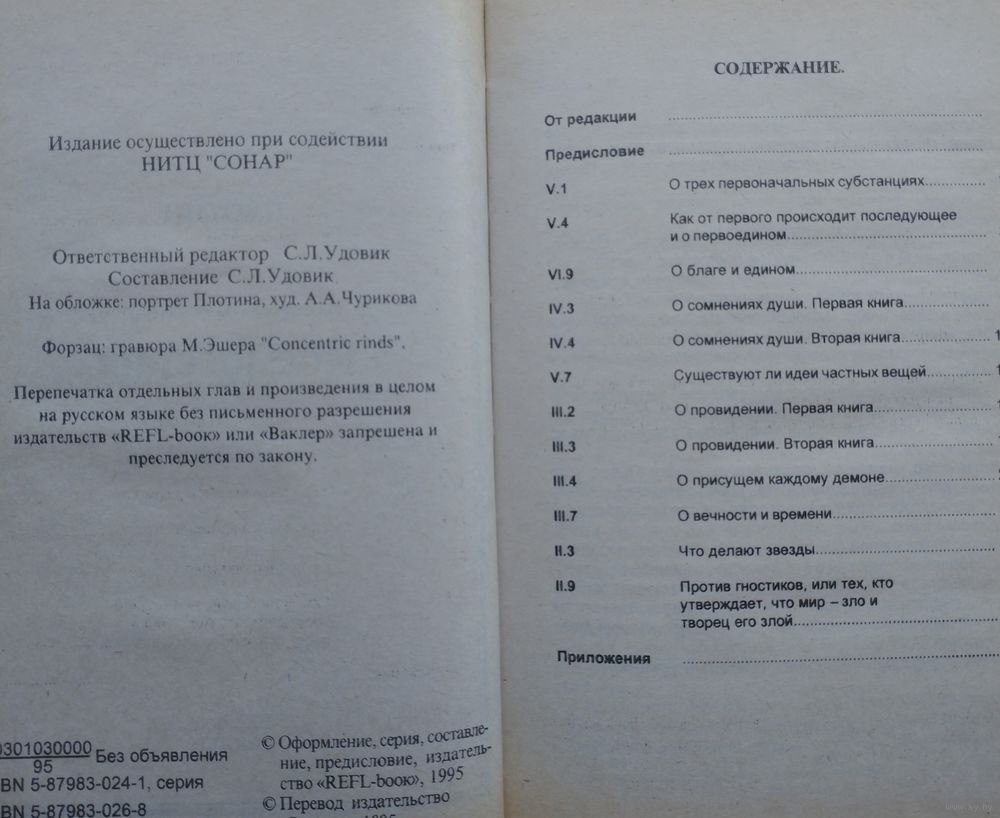 Издание осуществлено при содействии
НИТЦ "СОНАР"
Ответственный редактор С.Л.Удовик
Составление С.Л.Удовик
На обложке: портрет Плотина, худ. А.А.Чурикова
Форзац: гравюра М.Эшера "Concentric rinds".
Перепечатка отдельных глав и произведения в целом
на русском языке без письменного разрешения
издательств «REFL-book» или «Ваклер» запрещена и
преследуется по закону.
0301030000
95
Без объявления
BN 5-87983-024-1, серия
BN 5-87983-026-8
© Оформление, серия, составле-
ние, предисловие, издатель-
ство «REFL-book», 1995
© Перевод издательство
1995
СОДЕРЖАНИЕ.
От редакции ........................
Предисловие ........................
V.1 О трех первоначальных субстанциях...............
V.4 Как от первого происходит последующее
и о первоедином........................
VI.9 О благе и едином........................
IV.3 О сомнениях души. Первая книга...............
IV.4 О сомнениях души. Вторая книга............... 1
V.7 Существуют ли идеи частных вещей............... 1
III.2 О провидении. Первая книга...............
III.3 О провидении. Вторая книга...............
III.4 О присущем каждому демоне...............
III.7 О вечности и времени...............
II.3 Что делают звезды...............
II.9 Против гностиков, или тех, кто
утверждает, что мир – зло и
творец его злой...............
Приложения ........................
www.ay.by